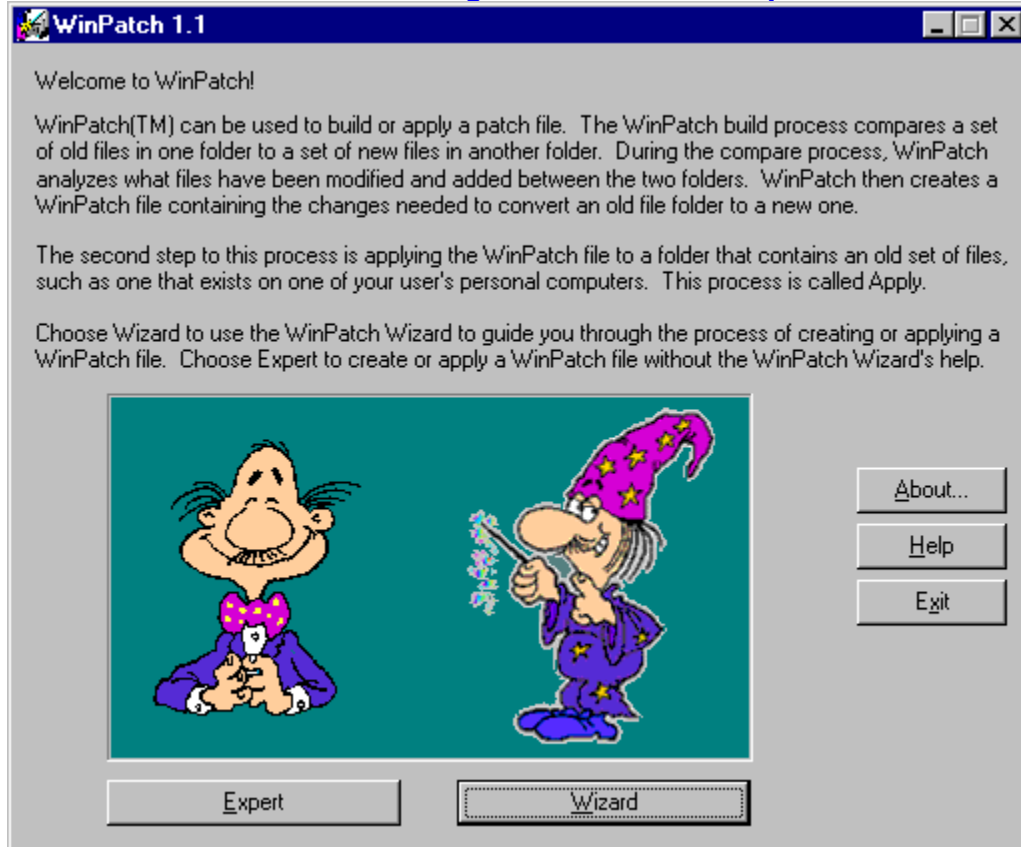 WinPatch 1.1
Welcome to WinPatch!
WinPatch(TM) can be used to build or apply a patch file. The WinPatch build process compares a set
of old files in one folder to a set of new files in another folder. During the compare process, WinPatch
analyzes what files have been modified and added between the two folders. WinPatch then creates a
WinPatch file containing the changes needed to convert an old file folder to a new one.
The second step to this process is applying the WinPatch file to a folder that contains an old set of files,
such as one that exists on one of your user's personal computers. This process is called Apply.
Choose Wizard to use the WinPatch Wizard to guide you through the process of creating or applying a
WinPatch file. Choose Expert to create or apply a WinPatch file without the WinPatch Wizard's help.
About...
Help
Exit
Expert
Wizard